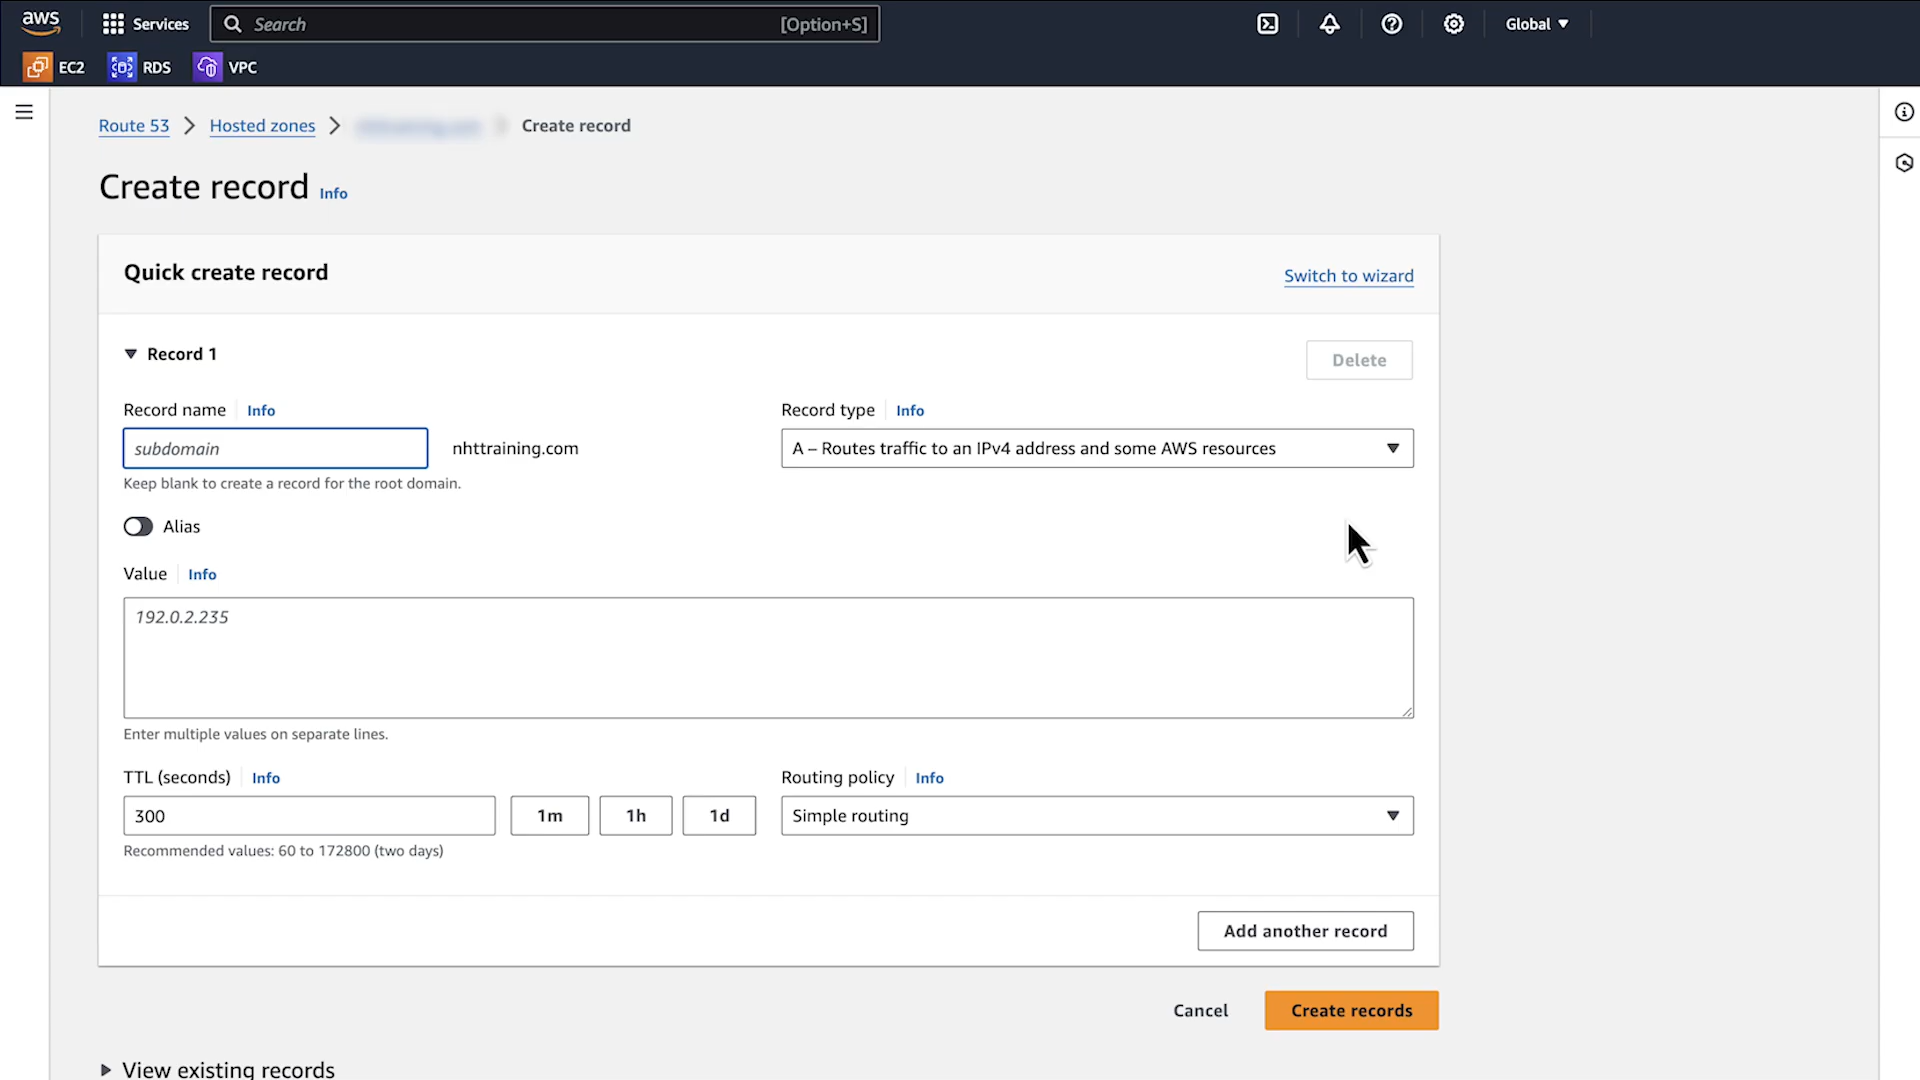 aws
Services
Search [Option+S]
Global
EC2 RDS VPC
Route 53 Hosted zones Create record
Create record Info
Quick create record
Switch to wizard
Record 1
Delete
Record name Info
Record type Info
subdomain nhttraining.com
A – Routes traffic to an IPv4 address and some AWS resources
Keep blank to create a record for the root domain.
Alias
Value Info
192.0.2.235
Enter multiple values on separate lines.
TTL (seconds) Info
Routing policy Info
300 1m 1h 1d
Simple routing
Recommended values: 60 to 172800 (two days)
Add another record
Cancel Create records
View existing records